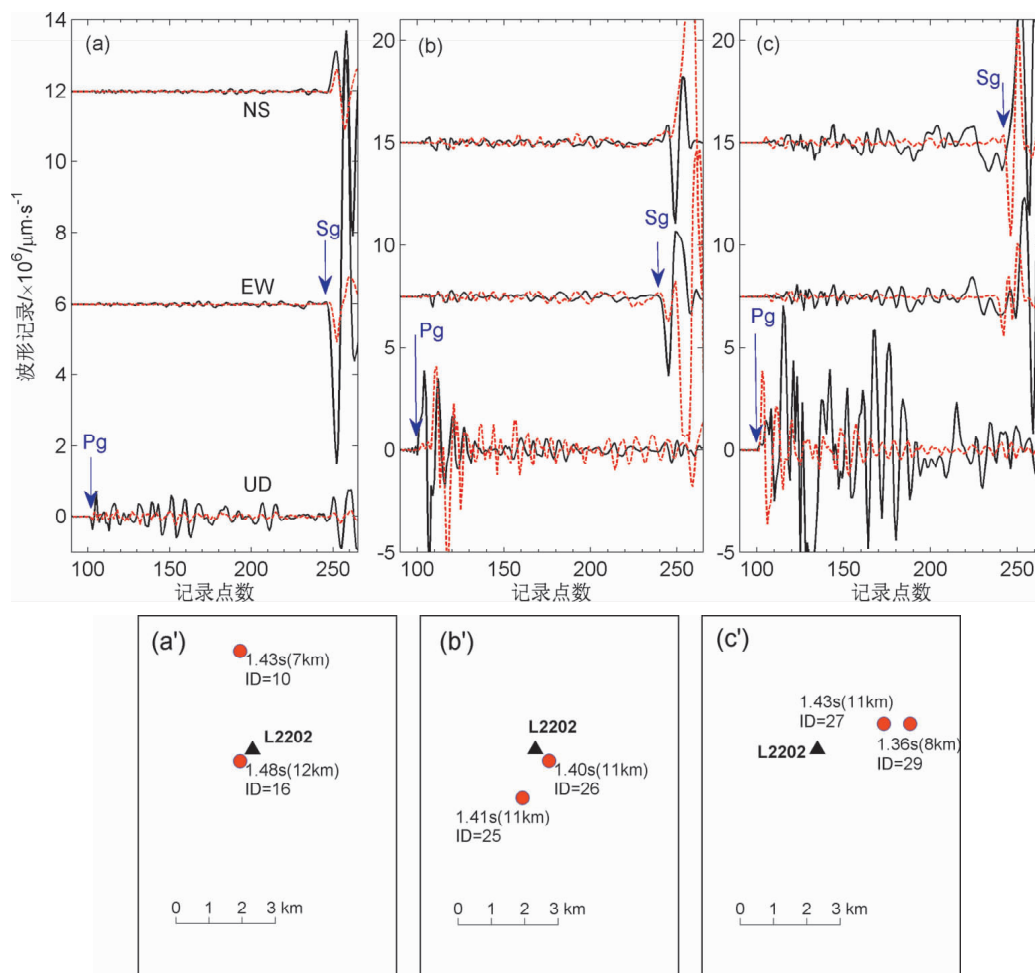 (a)
(b)
(c)
14
12
10
8
6
4
2
0
波形记录/×10⁶/μm·s⁻¹
NS
EW
UD
Sg
Pg
100 150 200 250
记录点数
20
15
10
5
0
-5
Sg
Pg
100 150 200 250
记录点数
20
15
10
5
0
-5
Sg
Pg
100 150 200 250
记录点数
(a')
1.43s(7km)
ID=10
L2202
1.48s(12km)
ID=16
0 1 2 3 km
(b')
L2202
1.40s(11km)
ID=26
1.41s(11km)
ID=25
0 1 2 3 km
(c')
1.43s(11km)
ID=27
L2202
1.36s(8km)
ID=29
0 1 2 3 km